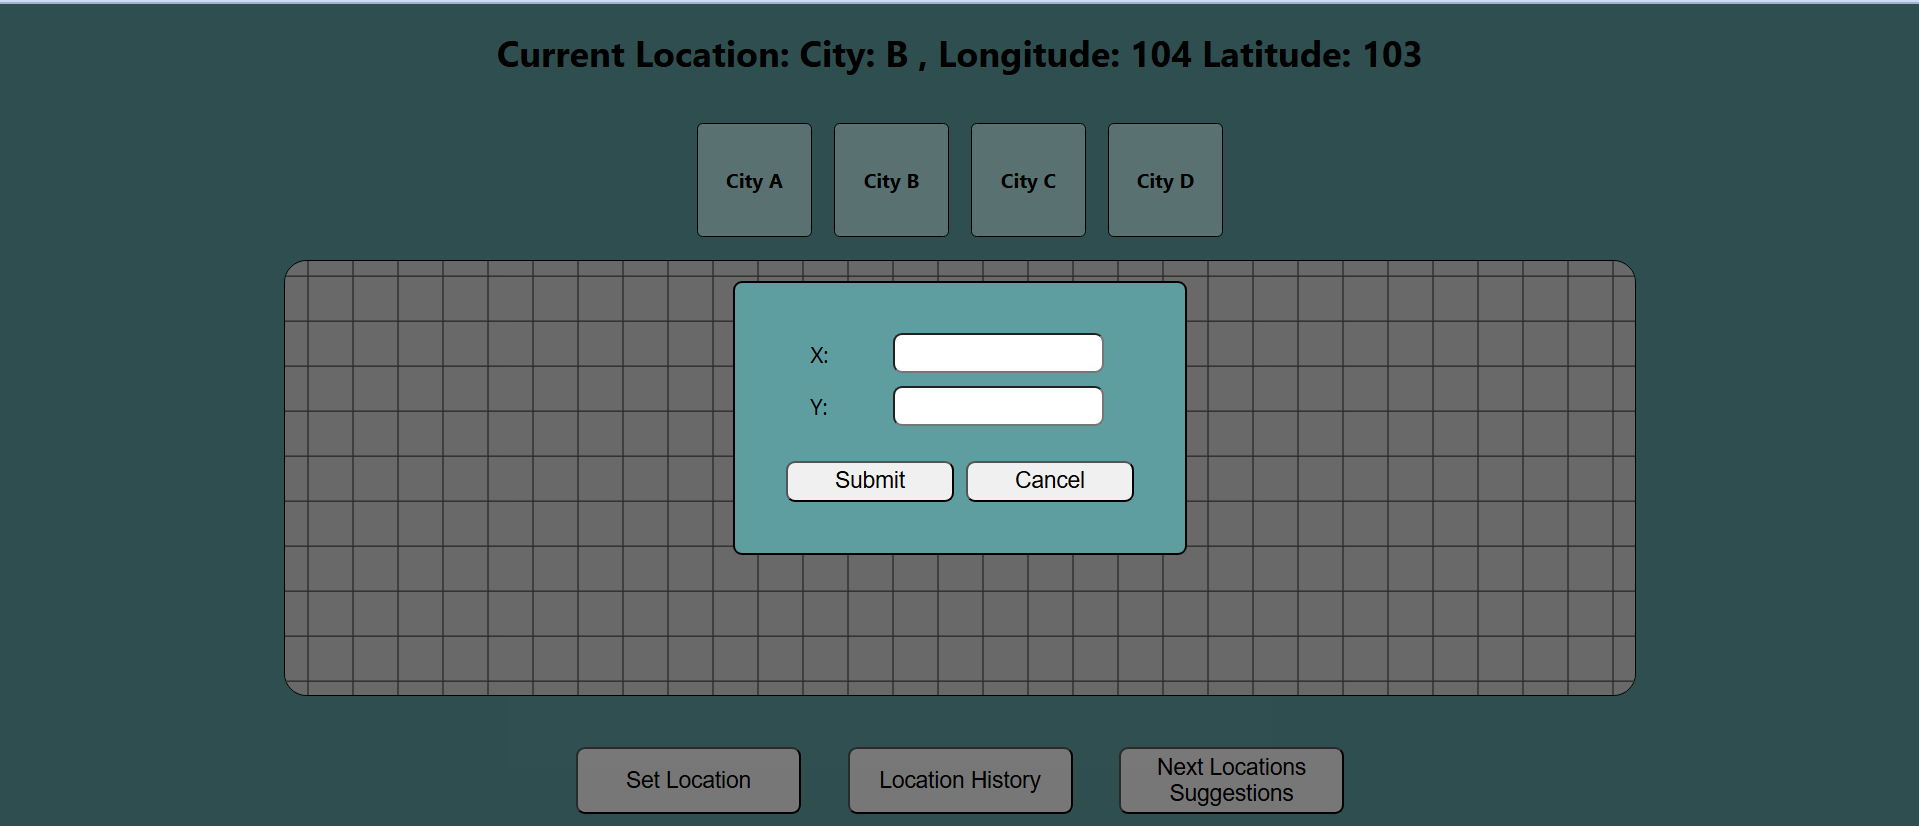 Current Location: City: B , Longitude: 104 Latitude: 103
City A
City B
City C
City D
X:
Y:
Submit
Cancel
Set Location
Location History
Next Locations
Suggestions